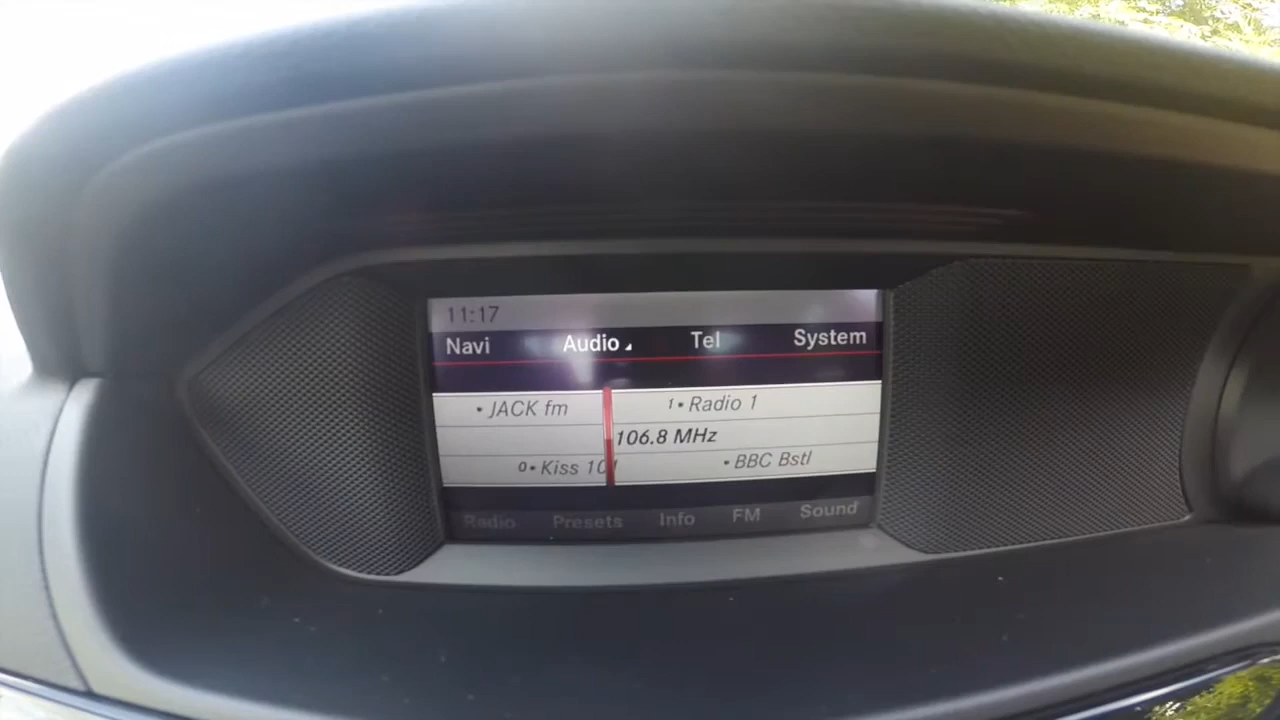 11:17
Navi Audio Tel System
• JACK fm 1• Radio 1
106.8 MHz
0• Kiss 101 • BBC Bstl
Radio Presets Info FM Sound